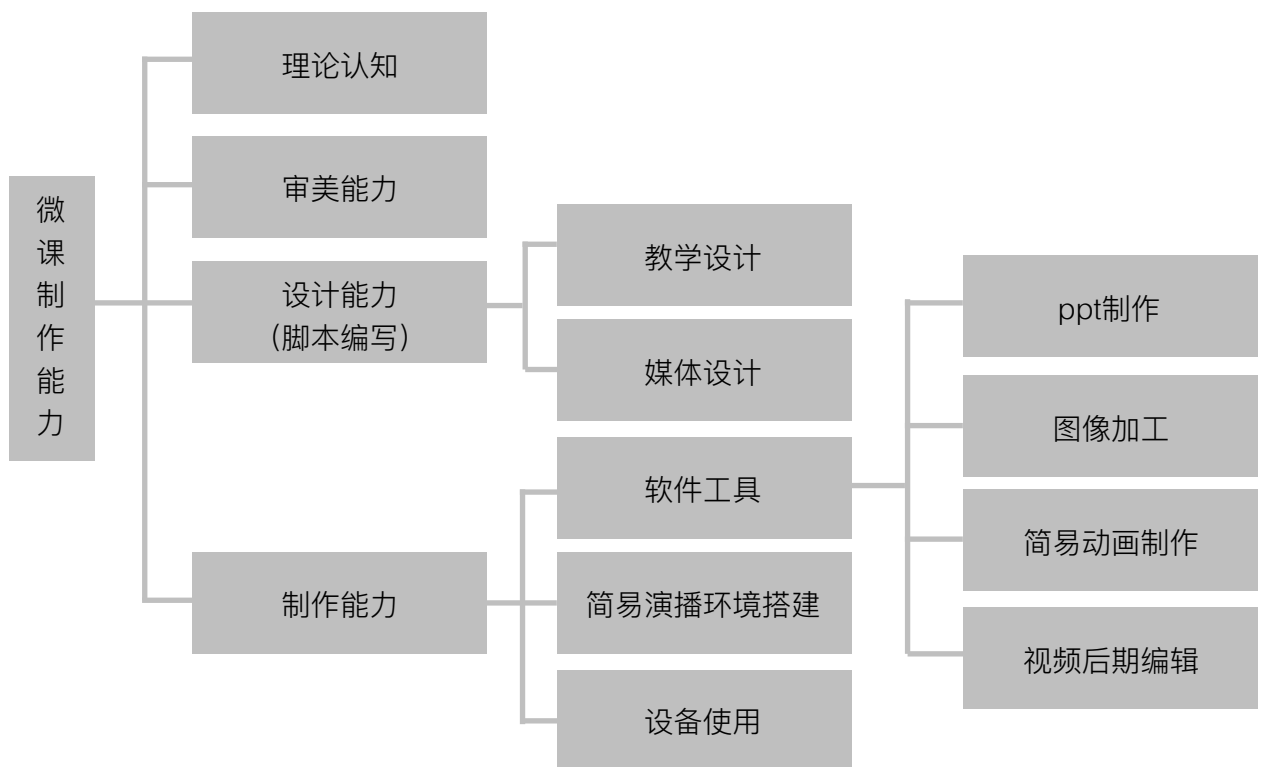 微课制作能力
理论认知
审美能力
设计能力
（脚本编写）
制作能力
教学设计
媒体设计
软件工具
简易演播环境搭建
设备使用
ppt制作
图像加工
简易动画制作
视频后期编辑